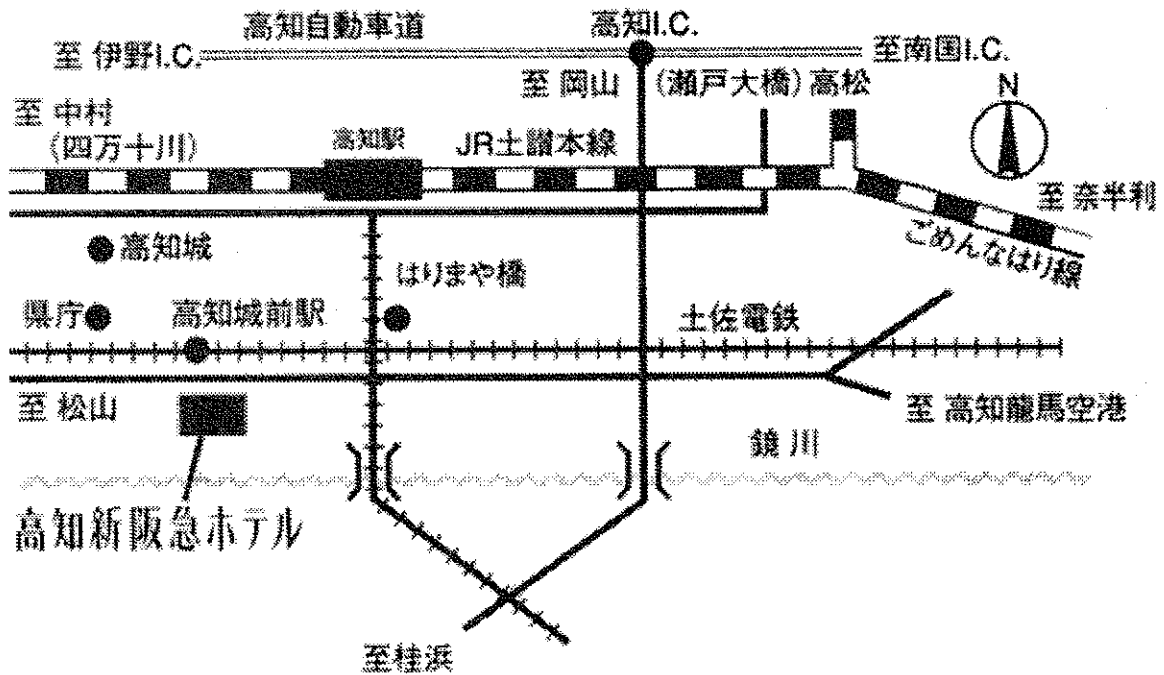 高知自動車道
高知I.C.
至 伊野I.C.
至南国I.C.
至 岡山 (瀬戸大橋) 高松
N
至 中村
(四万十川)
高知駅
JR土讃本線
至 奈半利
ごめんなはり線
高知城
はりまや橋
県庁
高知城前駅
土佐電鉄
至 松山
至 高知龍馬空港
鏡 川
高知新阪急ホテル
至桂浜